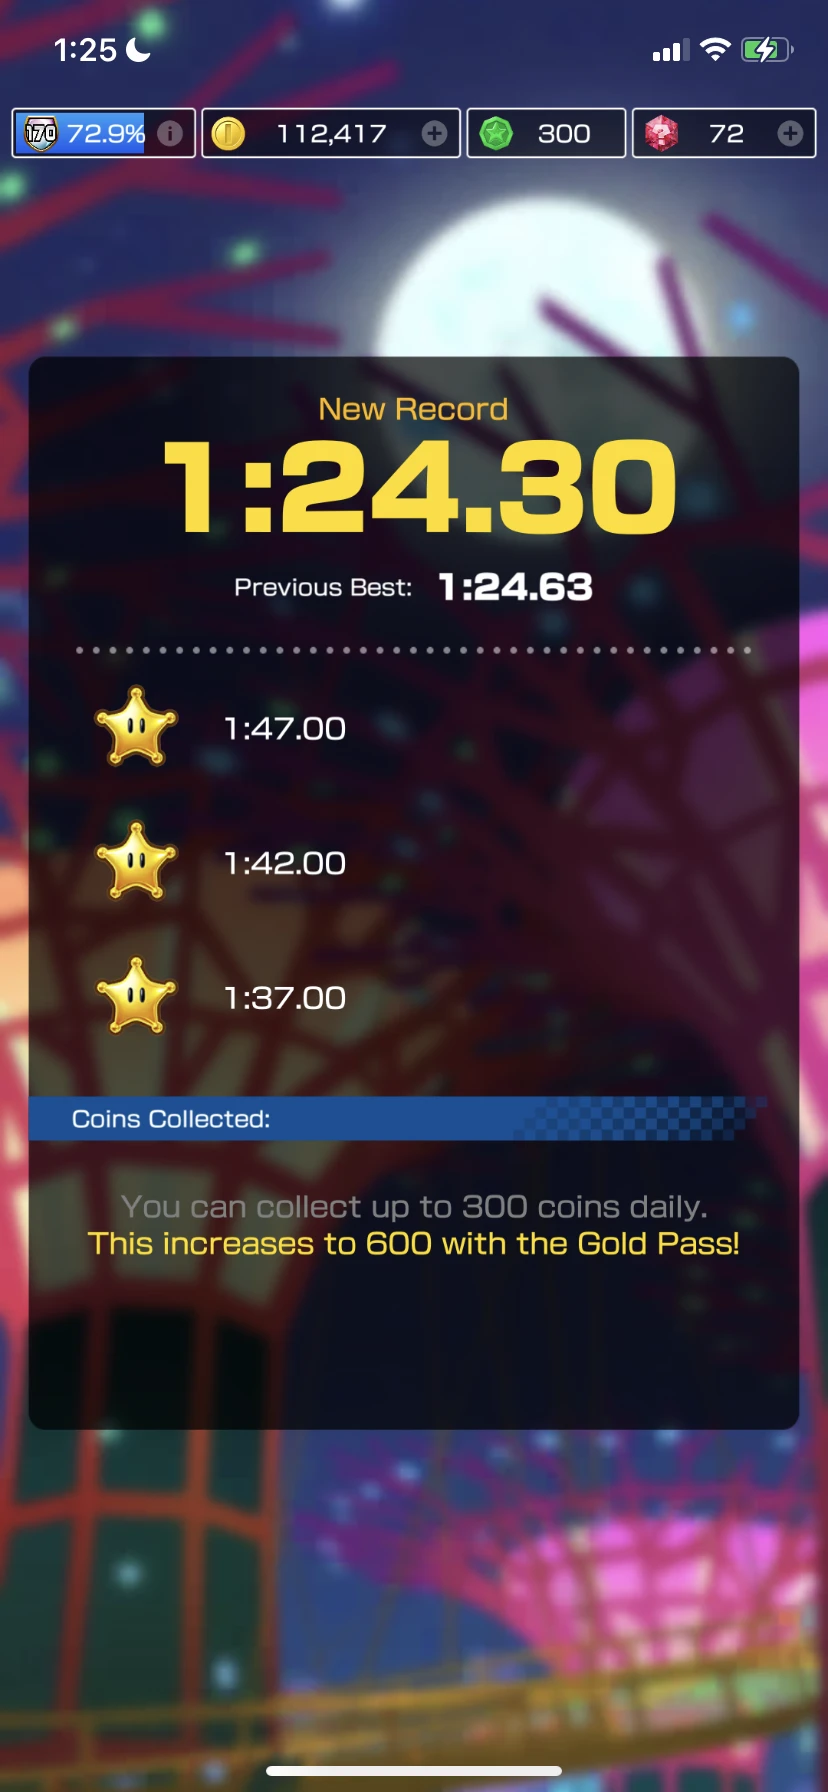 1:25
170 72.9% i 112,417 + 300 72 +
New Record
1:24.30
Previous Best: 1:24.63
1:47.00
1:42.00
1:37.00
Coins Collected:
You can collect up to 300 coins daily.
This increases to 600 with the Gold Pass!